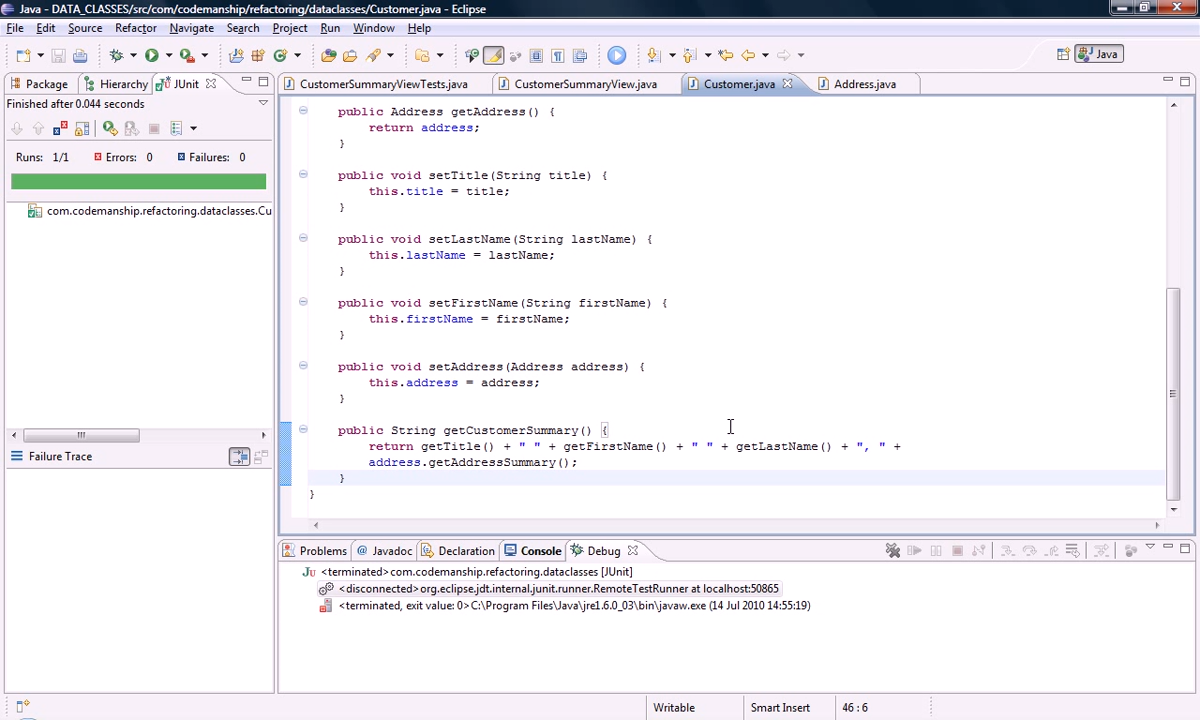 Java - DATA_CLASSES/src/com/codemanship/refactoring/dataclasses/Customer.java - Eclipse
File Edit Source Refactor Navigate Search Project Run Window Help
Java
Package Hierarchy JUnit
CustomerSummaryViewTests.java CustomerSummaryView.java Customer.java Address.java
Finished after 0.044 seconds
Runs: 1/1 Errors: 0 Failures: 0
com.codemanship.refactoring.dataclasses.Cu
Failure Trace
public Address getAddress() {
return address;
}
public void setTitle(String title) {
this.title = title;
}
public void setLastName(String lastName) {
this.lastName = lastName;
}
public void setFirstName(String firstName) {
this.firstName = firstName;
}
public void setAddress(Address address) {
this.address = address;
}
public String getCustomerSummary() {
return getTitle() + " " + getFirstName() + " " + getLastName() + ", " +
address.getAddressSummary();
}
}
Problems @ Javadoc Declaration Console Debug
Ju <terminated>com.codemanship.refactoring.dataclasses [JUnit]
<disconnected>org.eclipse.jdt.internal.junit.runner.RemoteTestRunner at localhost:50865
<terminated, exit value: 0>C:\Program Files\Java\jre1.6.0_03\bin\javaw.exe (14 Jul 2010 14:55:19)
Writable Smart Insert 46 : 6